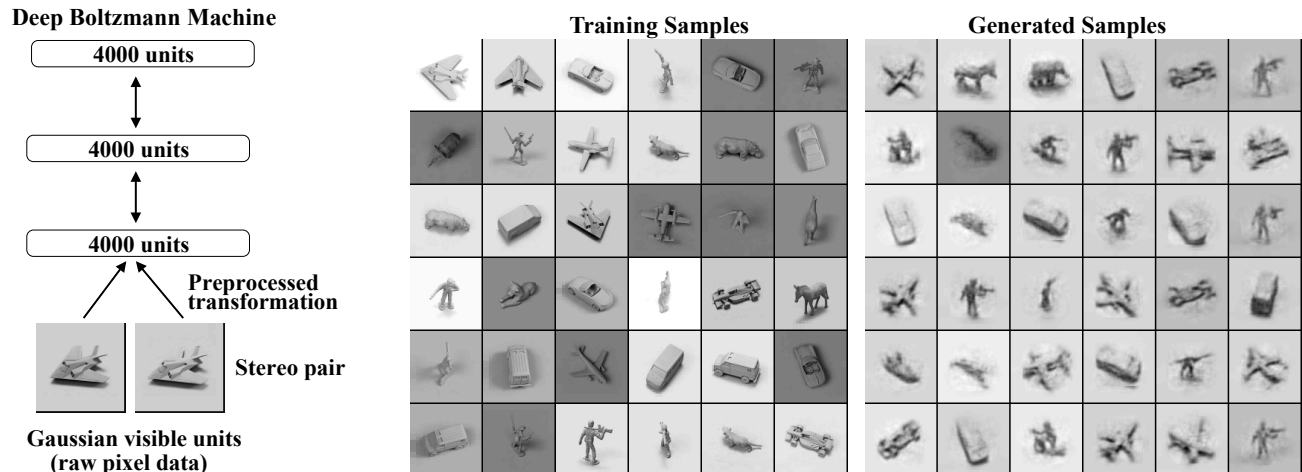 Deep Boltzmann Machine
4000 units
4000 units
4000 units
Preprocessed
transformation
Stereo pair
Gaussian visible units
(raw pixel data)
Training Samples
Generated Samples